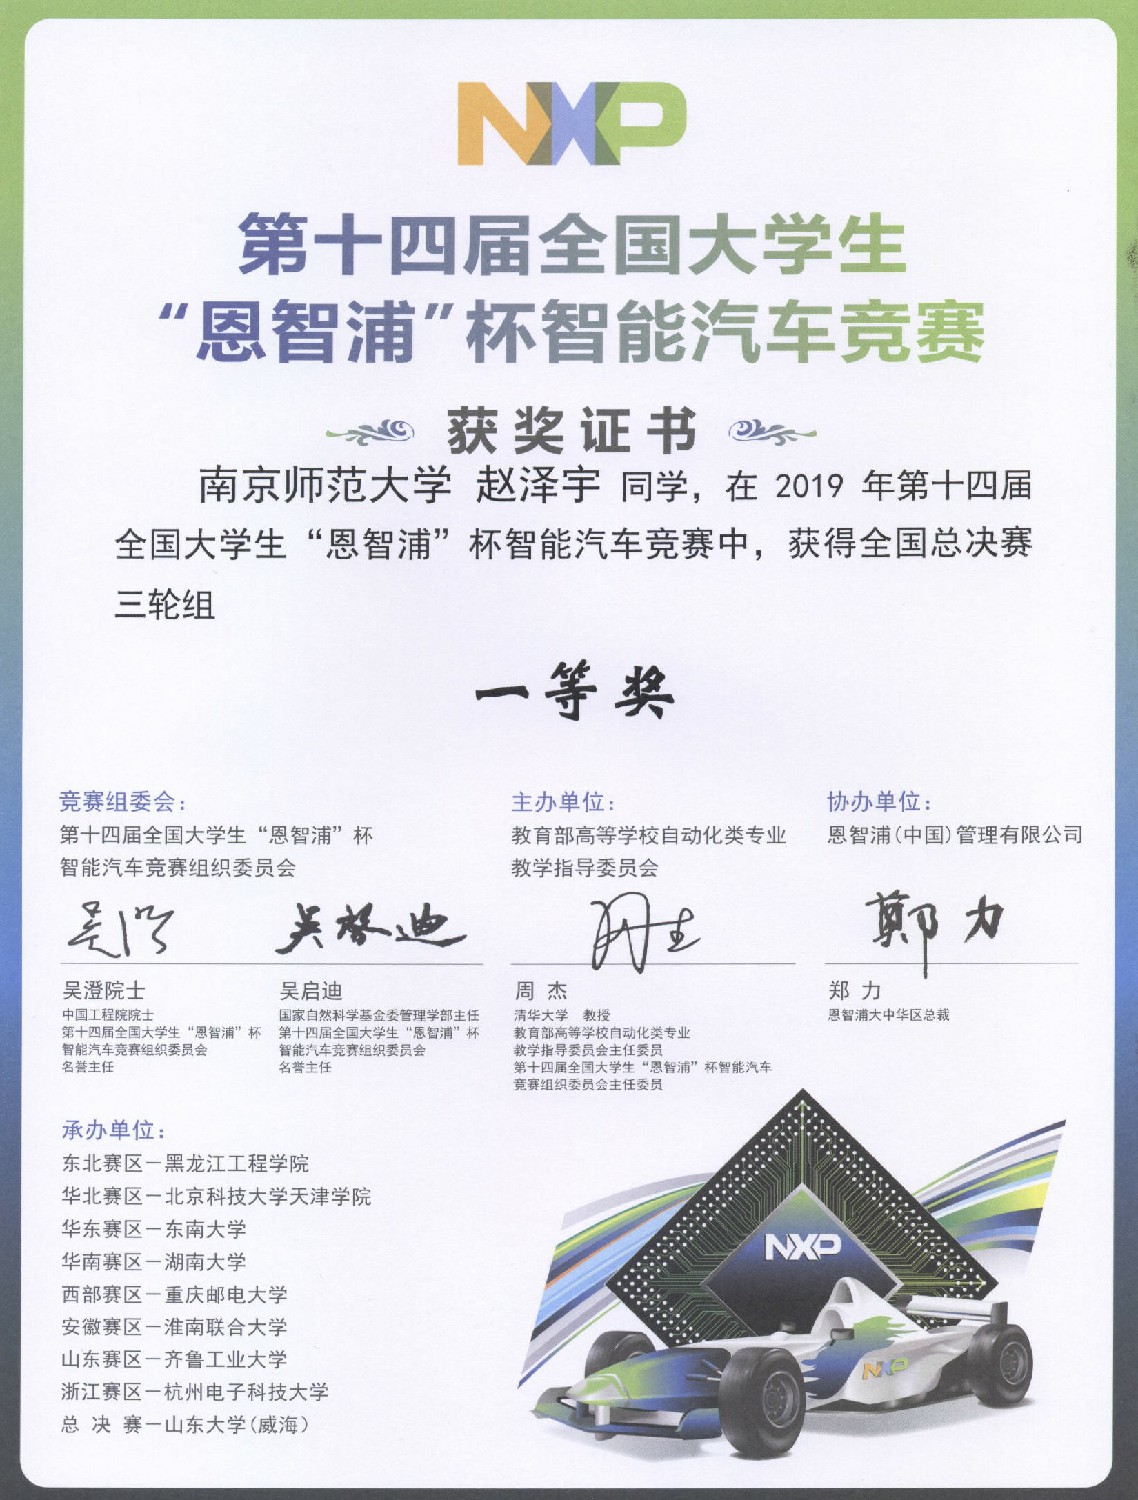 NXP
第十四届全国大学生
“恩智浦”杯智能汽车竞赛
获奖证书
南京师范大学 赵泽宇 同学，在 2019 年第十四届
全国大学生“恩智浦”杯智能汽车竞赛中，获得全国总决赛
三轮组
一等奖
竞赛组委会：
第十四届全国大学生“恩智浦”杯
智能汽车竞赛组织委员会
吴澄
吴启迪
吴澄院士
中国工程院院士
第十四届全国大学生“恩智浦”杯
智能汽车竞赛组织委员会
名誉主任
吴启迪
国家自然科学基金委管理学部主任
第十四届全国大学生“恩智浦”杯
智能汽车竞赛组织委员会
名誉主任
主办单位：
教育部高等学校自动化类专业
教学指导委员会
周杰
周 杰
清华大学 教授
教育部高等学校自动化类专业
教学指导委员会主任委员
第十四届全国大学生“恩智浦”杯智能汽车
竞赛组织委员会主任委员
协办单位：
恩智浦(中国)管理有限公司
郑力
郑 力
恩智浦大中华区总裁
承办单位：
东北赛区－黑龙江工程学院
华北赛区－北京科技大学天津学院
华东赛区－东南大学
华南赛区－湖南大学
西部赛区－重庆邮电大学
安徽赛区－淮南联合大学
山东赛区－齐鲁工业大学
浙江赛区－杭州电子科技大学
总 决 赛－山东大学(威海)
NXP
NXP